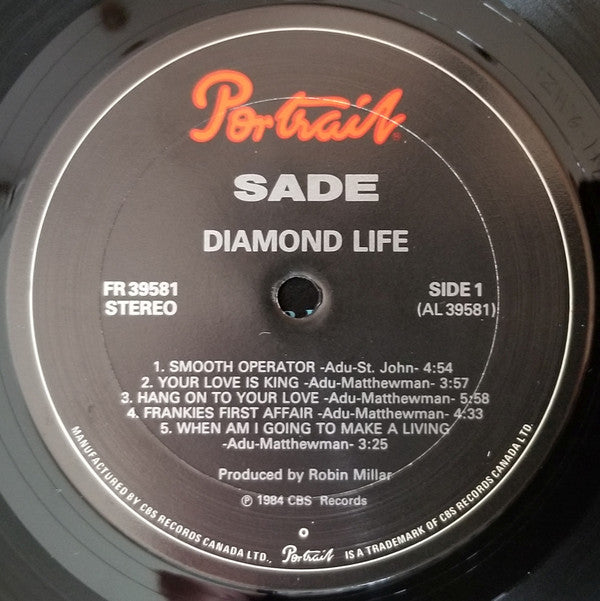 Portrait
SADE
DIAMOND LIFE
FR 39581
STEREO
SIDE 1
(AL 39581)
1. SMOOTH OPERATOR -Adu-St. John- 4:54
2. YOUR LOVE IS KING -Adu-Matthewman- 3:57
3. HANG ON TO YOUR LOVE -Adu-Matthewman- 5:58
4. FRANKIES FIRST AFFAIR -Adu-Matthewman- 4:33
5. WHEN AM I GOING TO MAKE A LIVING
-Adu-Matthewman- 3:25
Produced by Robin Millar
℗ 1984 CBS Records
MANUFACTURED BY CBS RECORDS CANADA LTD., Portrait IS A TRADEMARK OF CBS RECORDS CANADA LTD.